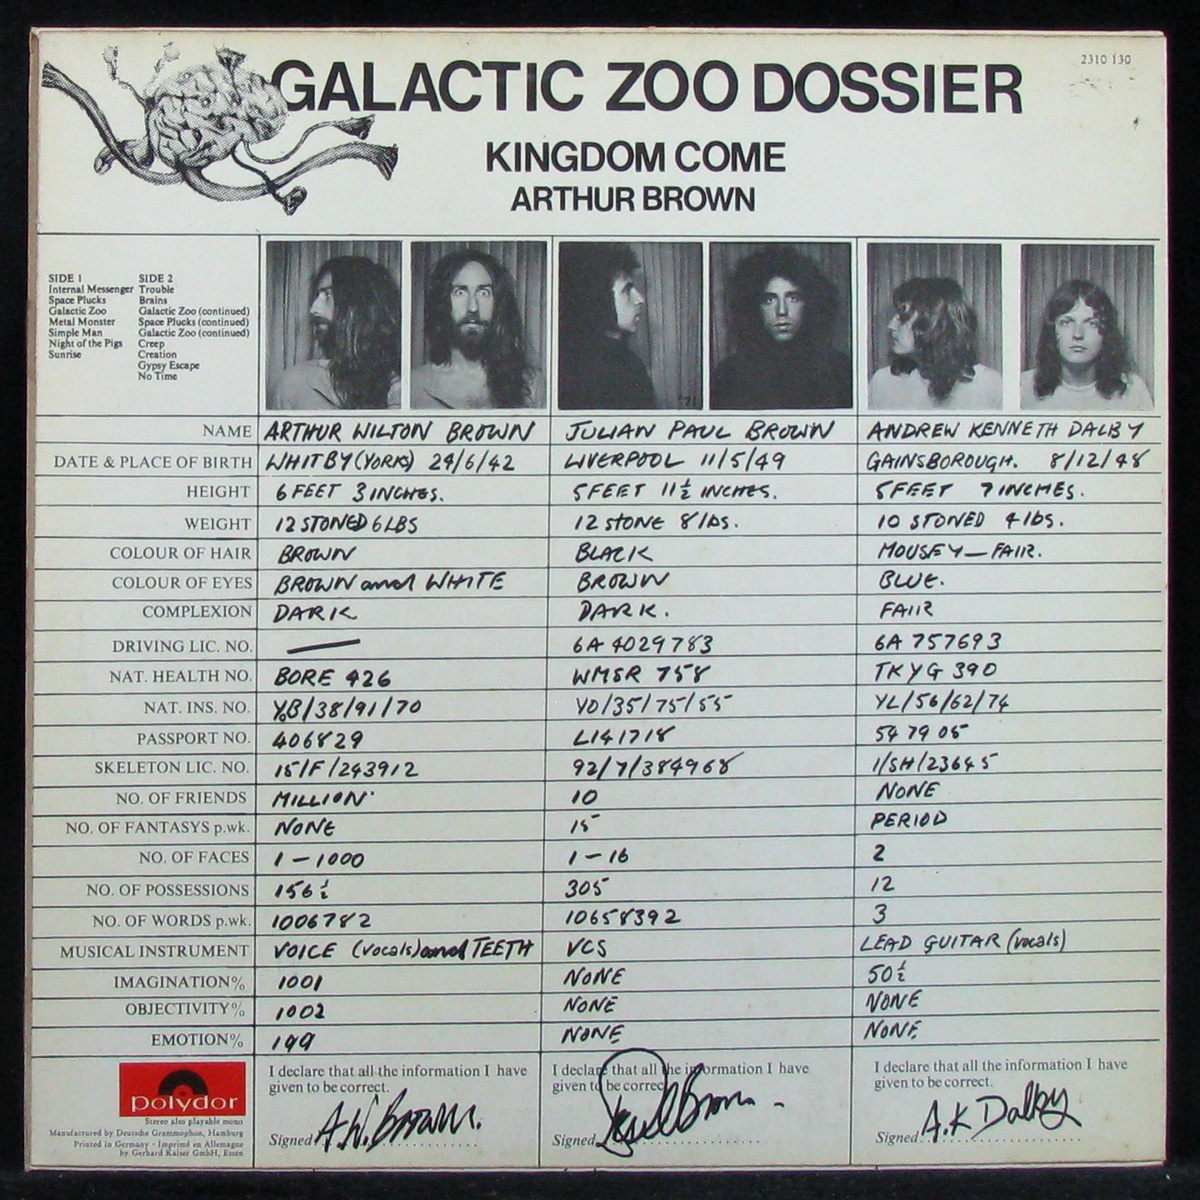 2310 130
GALACTIC ZOO DOSSIER
KINGDOM COME
ARTHUR BROWN
SIDE 1
Internal Messenger
Space Plucks
Galactic Zoo
Metal Monster
Simple Man
Night of the Pigs
Sunrise
SIDE 2
Trouble
Brains
Galactic Zoo (continued)
Space Plucks (continued)
Galactic Zoo (continued)
Creep
Creation
Gypsy Escape
No Time
NAME ARTHUR WILTON BROWN JULIAN PAUL BROWN ANDREW KENNETH DALBY
DATE & PLACE OF BIRTH WHITBY (YORKS) 24/6/42 LIVERPOOL 11/5/49 GAINSBOROUGH. 8/12/48
HEIGHT 6 FEET 3 INCHES. 5 FEET 11½ INCHES. 5 FEET 7 INCHES.
WEIGHT 12 STONED 6 LBS 12 STONE 8 lbs. 10 STONED 4 lbs.
COLOUR OF HAIR BROWN BLACK MOUSEY — FAIR.
COLOUR OF EYES BROWN and WHITE BROWN BLUE.
COMPLEXION DARK DARK. FAIR
DRIVING LIC. NO. — 6A 4029783 6A 757693
NAT. HEALTH NO. BORE 426 WMSR 758 TKYG 390
NAT. INS. NO. YB/38/91/70 YO/35/75/55 YL/56/62/74
PASSPORT NO. 406829 L141718 547905
SKELETON LIC. NO. 15/F/243912 92/7/384968 1/SH/23645
NO. OF FRIENDS MILLION 10 NONE
NO. OF FANTASYS p.wk. NONE 15 PERIOD
NO. OF FACES 1 — 1000 1 — 16 2
NO. OF POSSESSIONS 156½ 305 12
NO. OF WORDS p.wk. 1006782 10658392 3
MUSICAL INSTRUMENT VOICE (vocals) and TEETH VCS LEAD GUITAR (vocals)
IMAGINATION% 1001 NONE 50½
OBJECTIVITY% 1002 NONE NONE
EMOTION% 199 NONE NONE
I declare that all the information I have
given to be correct.
Signed A.W. Brown.
I declare that all the information I have
given to be correct.
Signed Paul Brown
I declare that all the information I have
given to be correct.
Signed A.K Dalby
polydor
Stereo also playable mono
Manufactured by Deutsche Grammophon, Hamburg
Printed in Germany · Imprimé en Allemagne
by Gerhard Kaiser GmbH, Essen
'71